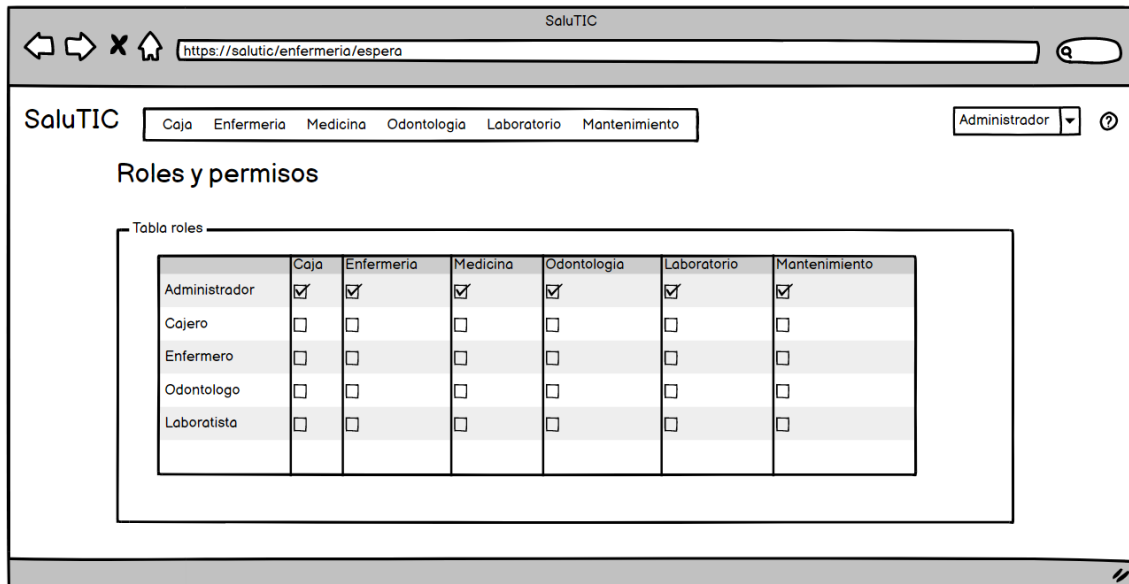 SaluTIC
https://salutic/enfermeria/espera
SaluTIC
Caja Enfermeria Medicina Odontologia Laboratorio Mantenimiento
Administrador
Roles y permisos
Tabla roles
Caja Enfermeria Medicina Odontologia Laboratorio Mantenimiento
Administrador
Cajero
Enfermero
Odontologo
Laboratista